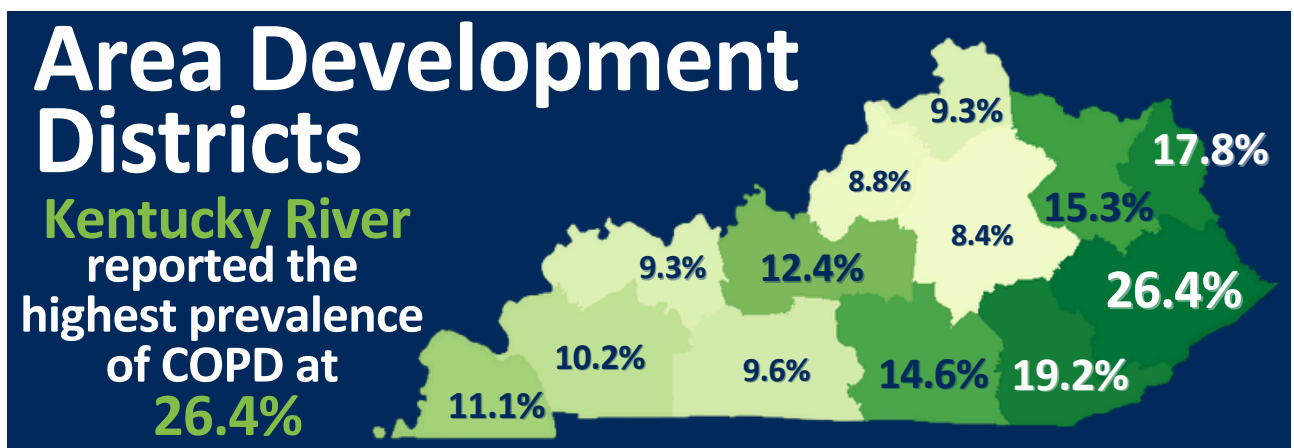 Area Development
Districts
Kentucky River
reported the
highest prevalence
of COPD at
26.4%
9.3%
17.8%
8.8%
15.3%
8.4%
9.3%
12.4%
26.4%
10.2%
9.6%
14.6%
19.2%
11.1%